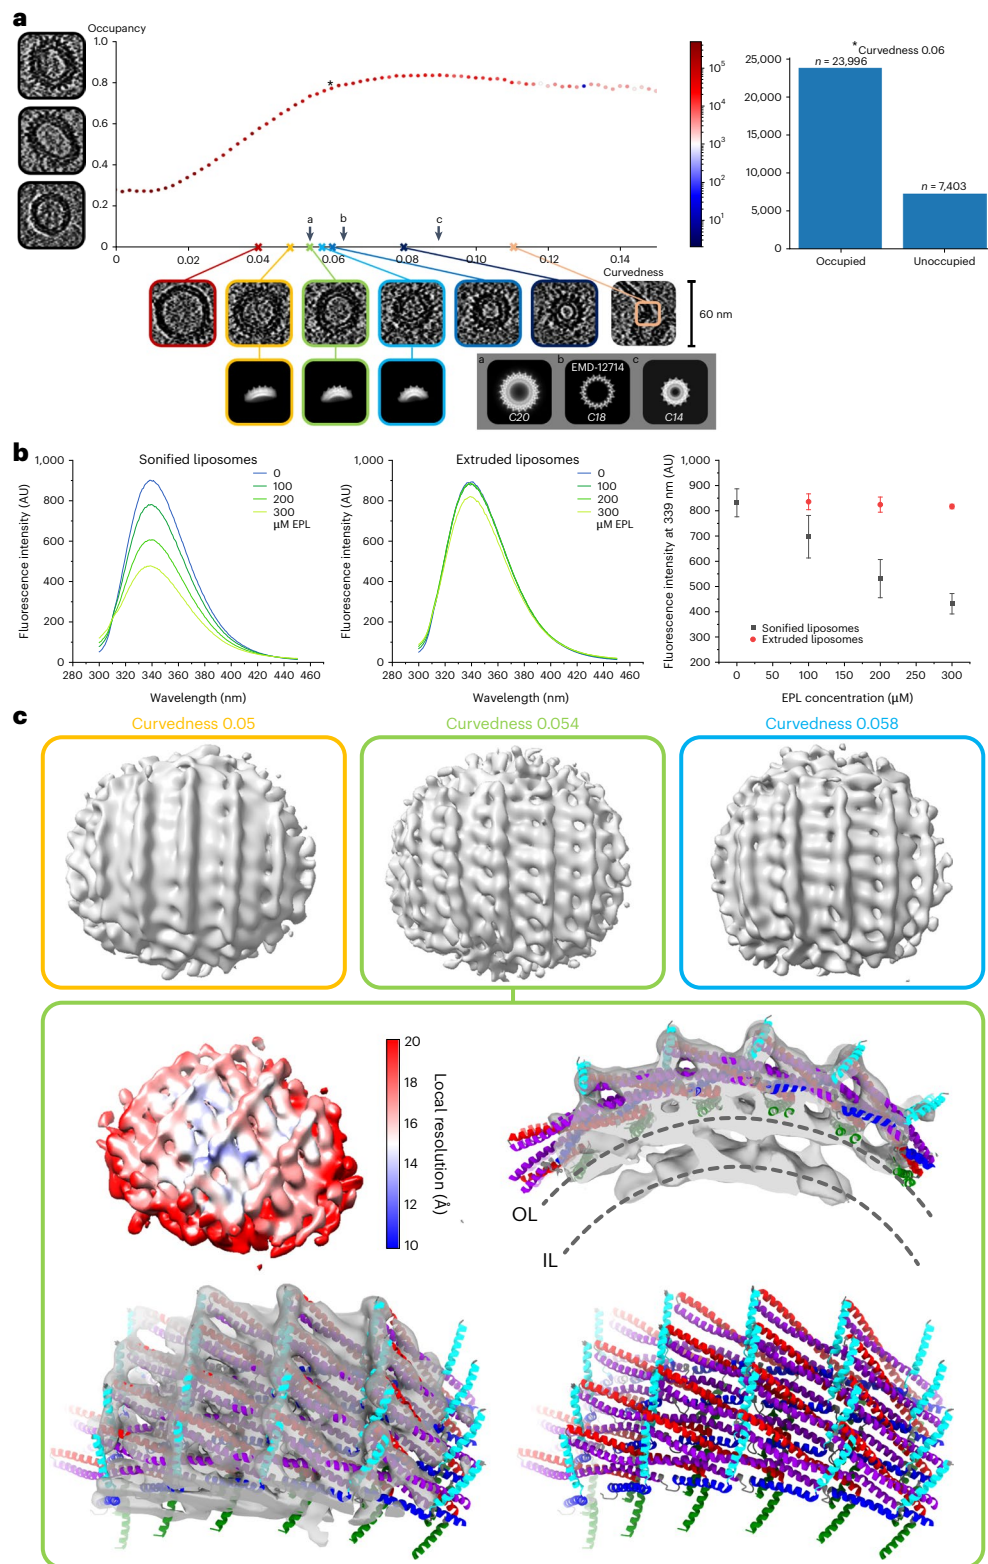 a
Occupancy
1.0
0.8
0.6
0.4
0.2
0
a
b
c
*
0
0.02
0.04
0.06
0.08
0.10
0.12
0.14
Curvedness
10⁵
10⁴
10³
10²
10¹
* Curvedness 0.06
25,000
20,000
15,000
10,000
5,000
0
n = 23,996
n = 7,403
Occupied
Unoccupied
60 nm
a
b
c
EMD-12714
C20
C18
C14
b
Sonified liposomes
Fluorescence intensity (AU)
1,000
800
600
400
200
0
0
100
200
300
µM EPL
280 300 320 340 360 380 400 420 440 460
Wavelength (nm)
Extruded liposomes
Fluorescence intensity (AU)
1,000
800
600
400
200
0
0
100
200
300
µM EPL
280 300 320 340 360 380 400 420 440 460
Wavelength (nm)
Fluorescence intensity at 339 nm (AU)
1,000
900
800
700
600
500
400
300
200
Sonified liposomes
Extruded liposomes
0 50 100 150 200 250 300
EPL concentration (µM)
c
Curvedness 0.05
Curvedness 0.054
Curvedness 0.058
20
18
16
14
12
10
Local resolution (Å)
OL
IL